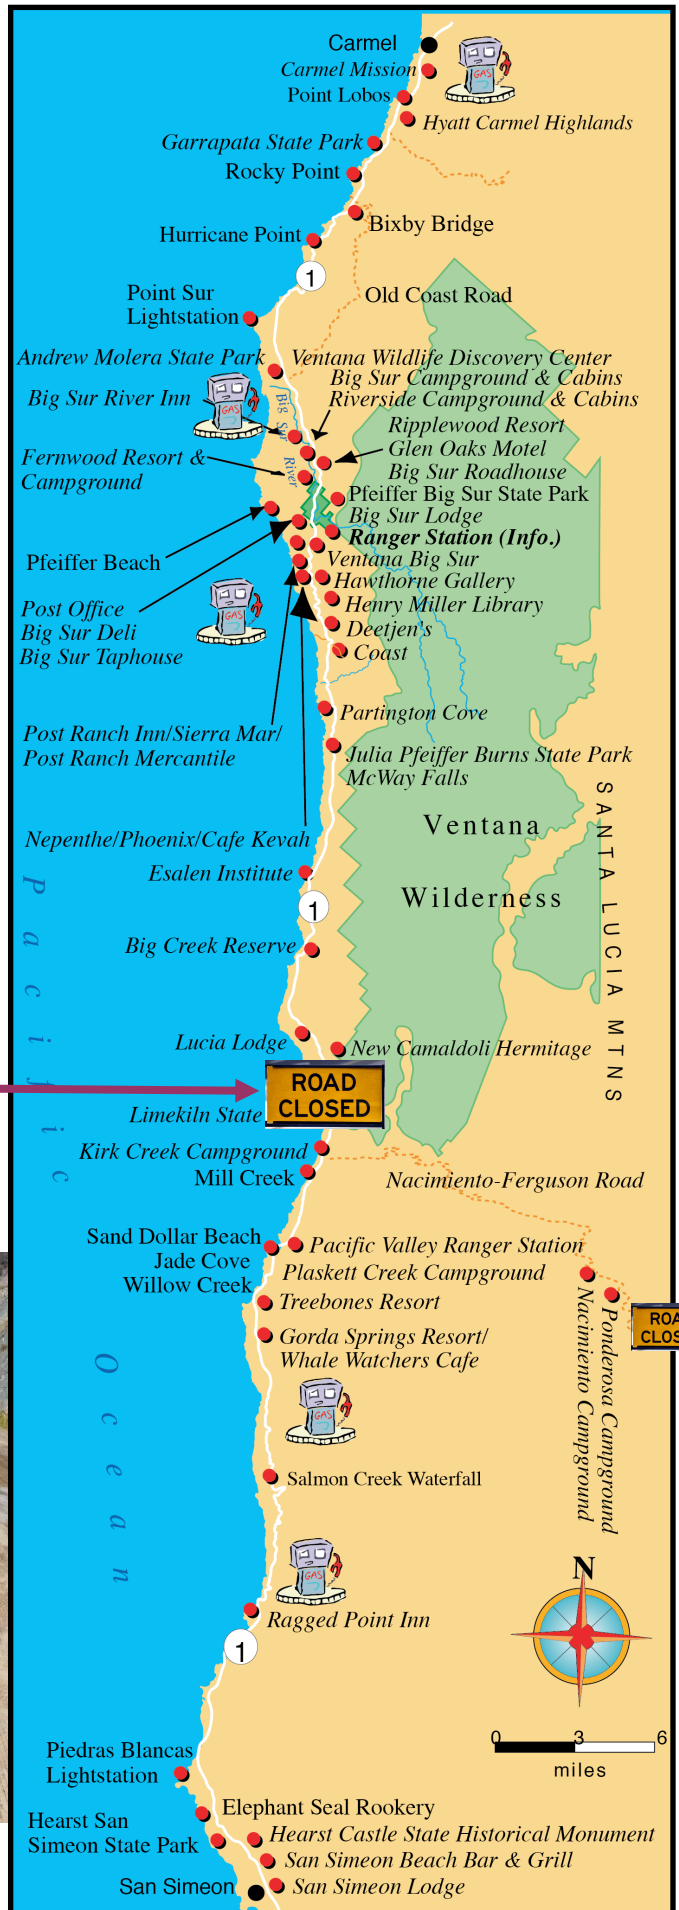 Carmel
Carmel Mission
GAS
Point Lobos
Hyatt Carmel Highlands
Garrapata State Park
Rocky Point
Bixby Bridge
Hurricane Point
1
Old Coast Road
Point Sur
Lightstation
Andrew Molera State Park
Ventana Wildlife Discovery Center
Big Sur Campground & Cabins
Riverside Campground & Cabins
Big Sur River Inn
GAS
Big Sur River
Ripplewood Resort
Glen Oaks Motel
Big Sur Roadhouse
Fernwood Resort &
Campground
Pfeiffer Big Sur State Park
Big Sur Lodge
Ranger Station (Info.)
Pfeiffer Beach
Ventana Big Sur
Hawthorne Gallery
Henry Miller Library
GAS
Post Office
Big Sur Deli
Big Sur Taphouse
Deetjen's
Coast
Partington Cove
Post Ranch Inn/Sierra Mar/
Post Ranch Mercantile
Julia Pfeiffer Burns State Park
McWay Falls
SANTA LUCIA MTNS
Ventana
Wilderness
Nepenthe/Phoenix/Cafe Kevah
Esalen Institute
1
Pacific
Big Creek Reserve
Lucia Lodge
New Camaldoli Hermitage
ROAD
CLOSED
Limekiln State
Kirk Creek Campground
Mill Creek
Nacimiento-Ferguson Road
Sand Dollar Beach
Jade Cove
Willow Creek
Pacific Valley Ranger Station
Plaskett Creek Campground
Treebones Resort
Nacimiento Campground
Ponderosa Campground
ROA
CLOS
Gorda Springs Resort/
Whale Watchers Cafe
Ocean
GAS
Salmon Creek Waterfall
GAS
Ragged Point Inn
1
N
0 3 6
miles
Piedras Blancas
Lightstation
Elephant Seal Rookery
Hearst San
Simeon State Park
Hearst Castle State Historical Monument
San Simeon Beach Bar & Grill
San Simeon
San Simeon Lodge